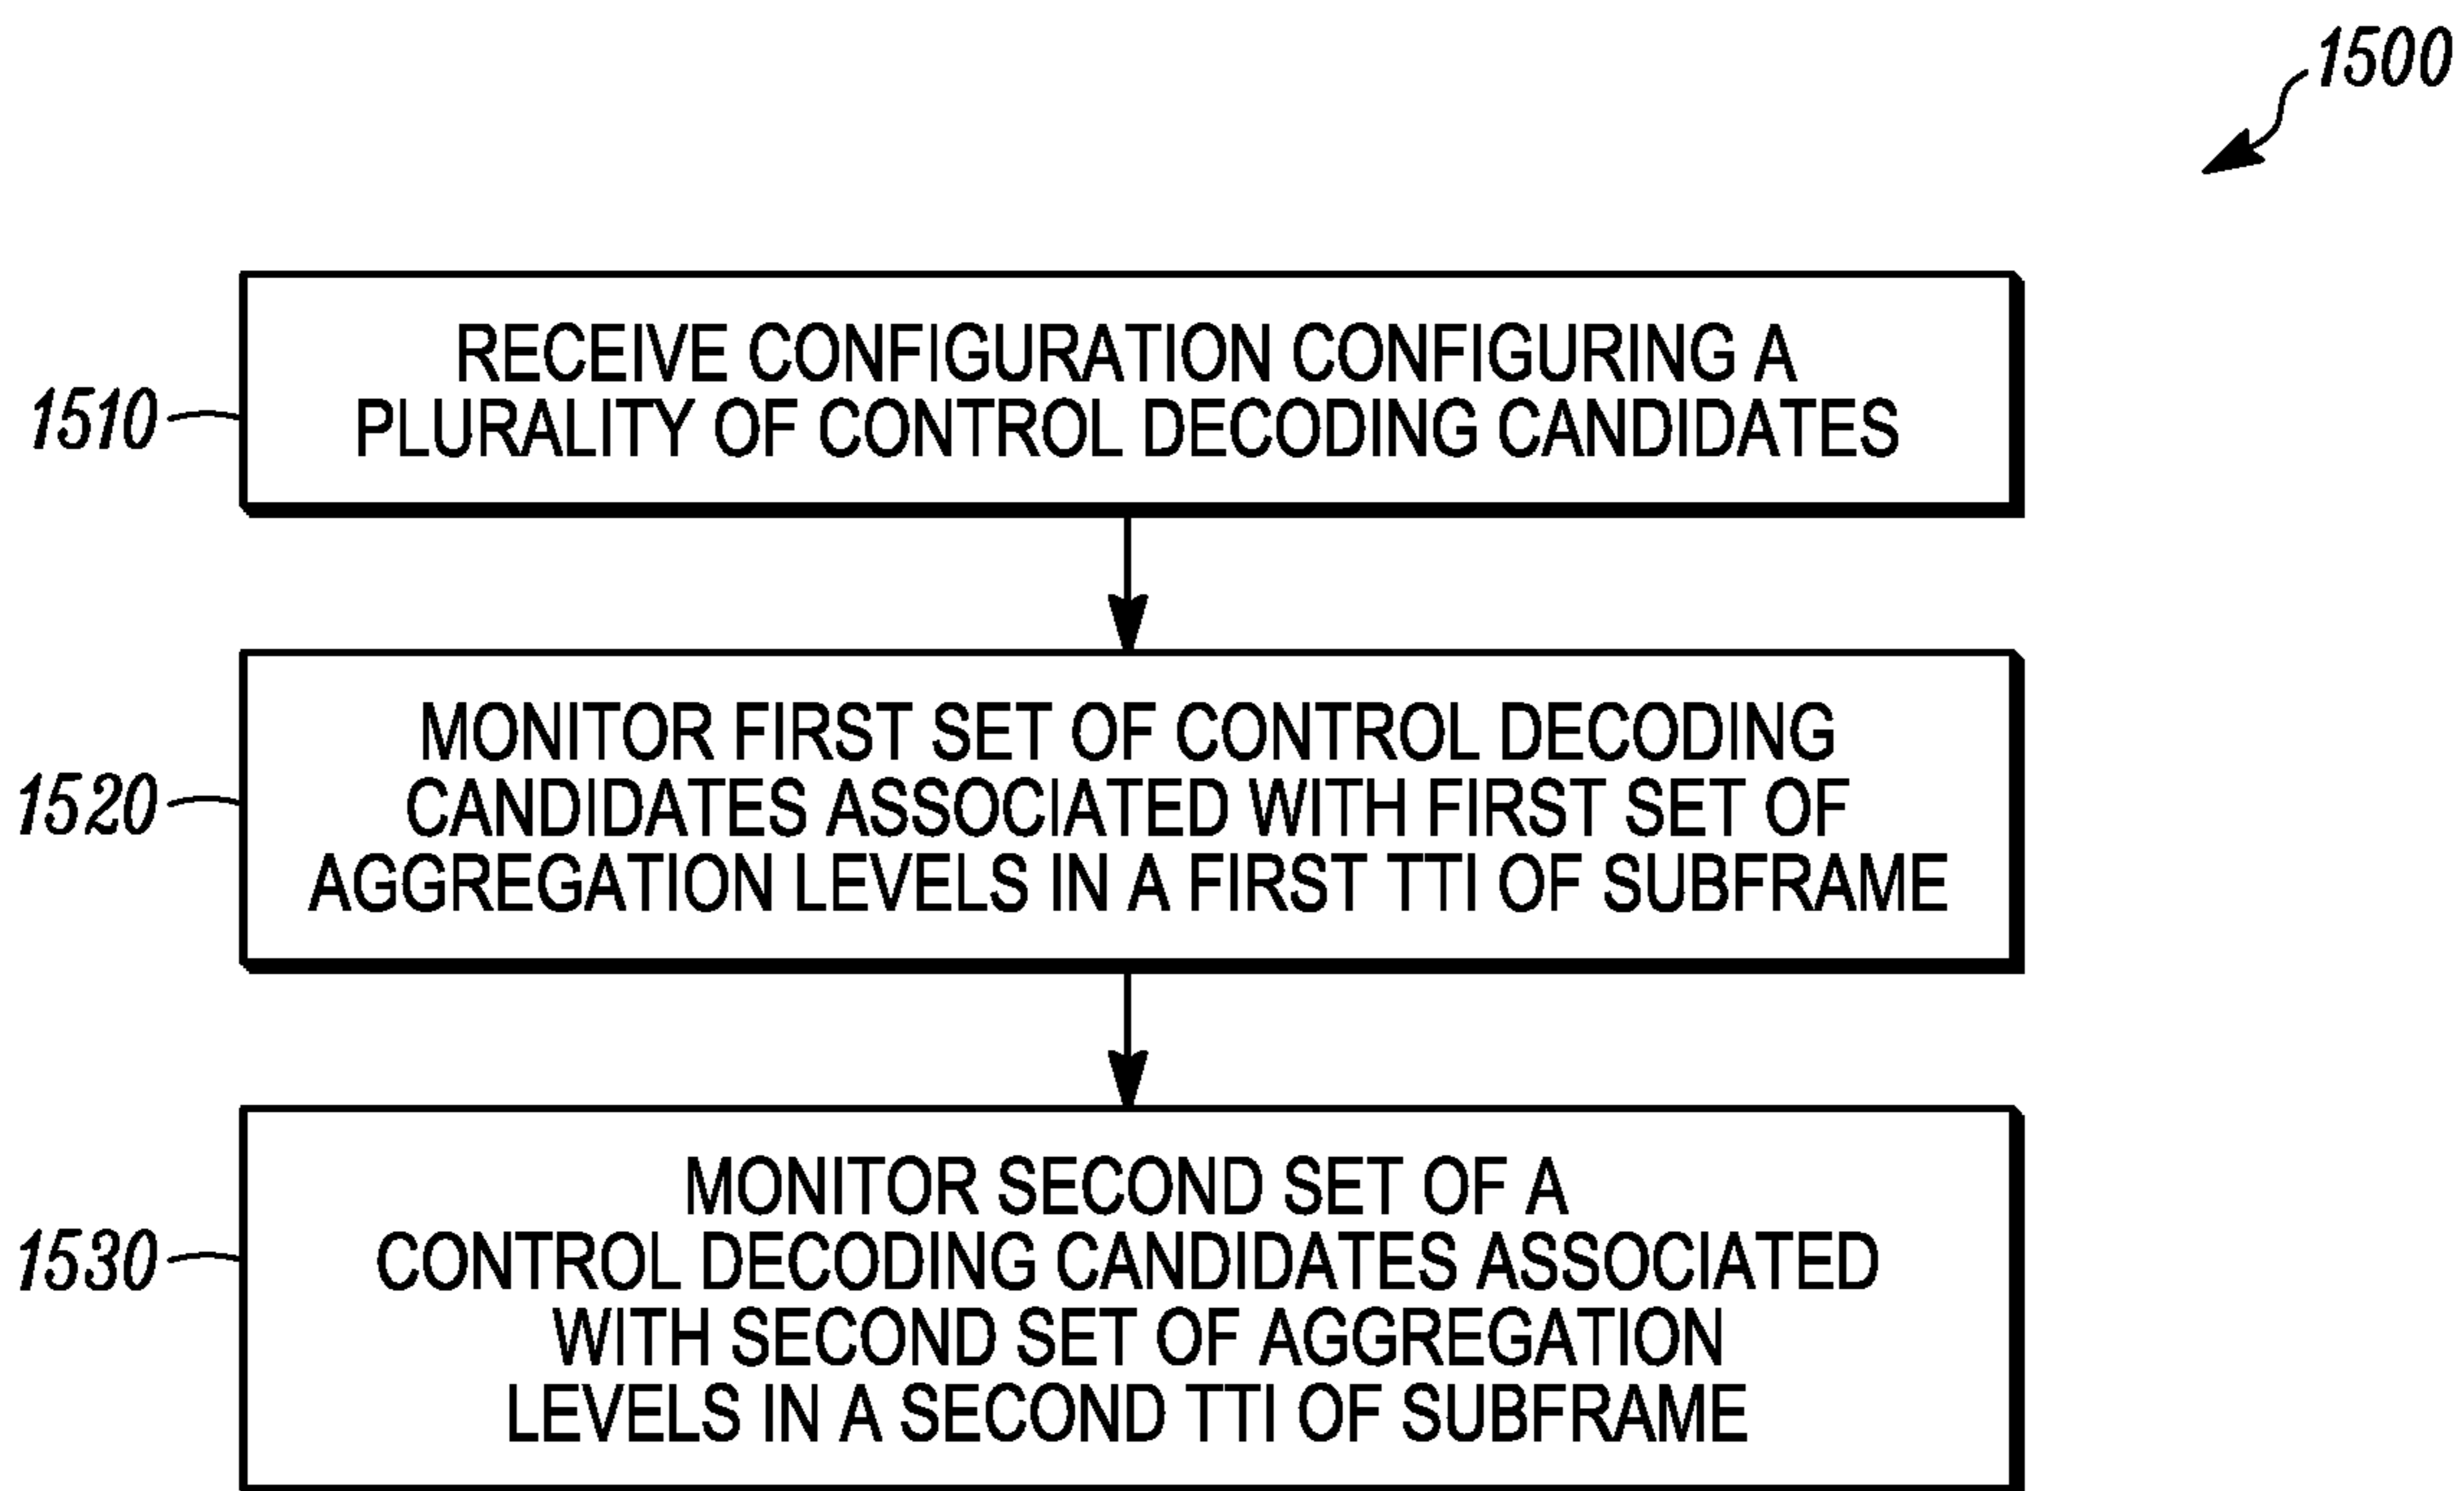 1500
RECEIVE CONFIGURATION CONFIGURING A
1510 PLURALITY OF CONTROL DECODING CANDIDATES
MONITOR FIRST SET OF CONTROL DECODING
1520 CANDIDATES ASSOCIATED WITH FIRST SET OF
AGGREGATION LEVELS IN A FIRST TTI OF SUBFRAME
MONITOR SECOND SET OF A
1530 CONTROL DECODING CANDIDATES ASSOCIATED
WITH SECOND SET OF AGGREGATION
LEVELS IN A SECOND TTI OF SUBFRAME